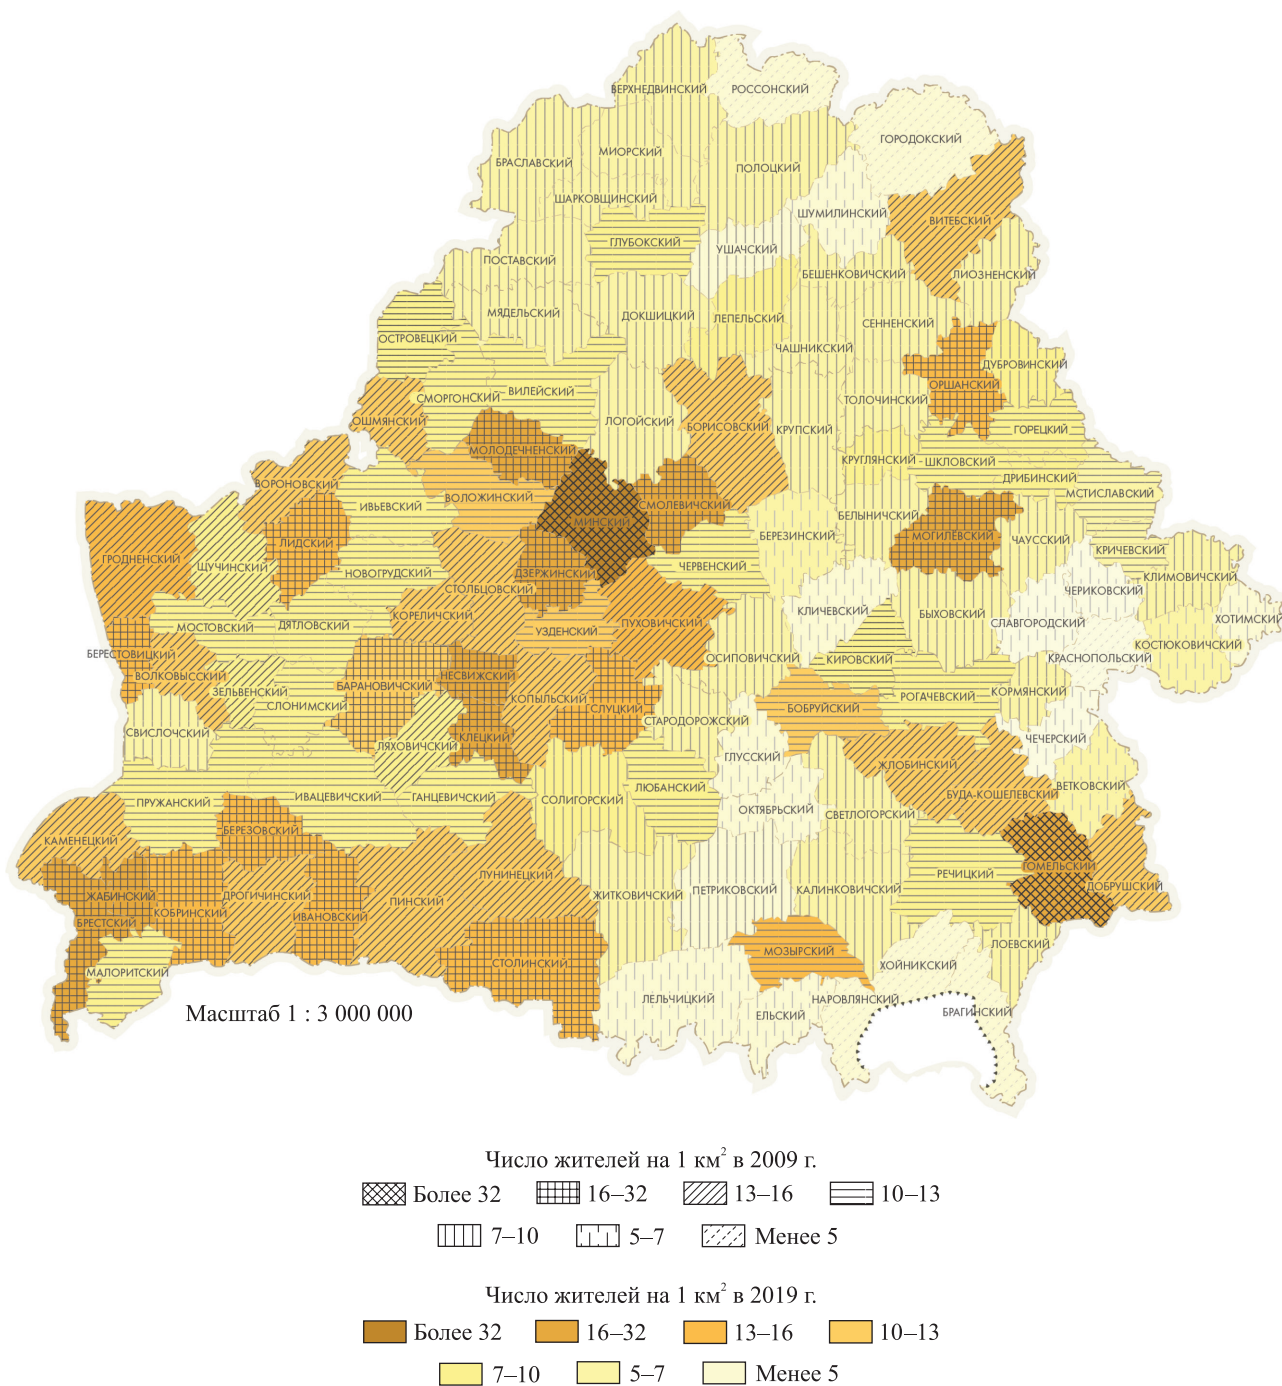 ВЕРХНЕДВИНСКИЙ
РОССОНСКИЙ
ГОРОДОКСКИЙ
БРАСЛАВСКИЙ
МИОРСКИЙ
ПОЛОЦКИЙ
ШАРКОВЩИНСКИЙ
ШУМИЛИНСКИЙ
ВИТЕБСКИЙ
ГЛУБОКСКИЙ
УШАЧСКИЙ
ПОСТАВСКИЙ
БЕШЕНКОВИЧСКИЙ
ЛИОЗНЕНСКИЙ
МЯДЕЛЬСКИЙ
ДОКШИЦКИЙ
ЛЕПЕЛЬСКИЙ
СЕННЕНСКИЙ
ОСТРОВЕЦКИЙ
ЧАШНИКСКИЙ
ДУБРОВИНСКИЙ
СМОРГОНСКИЙ
ВИЛЕЙСКИЙ
ОРШАНСКИЙ
ТОЛОЧИНСКИЙ
ОШМЯНСКИЙ
ЛОГОЙСКИЙ
БОРИСОВСКИЙ
КРУПСКИЙ
ГОРЕЦКИЙ
МОЛОДЕЧНЕНСКИЙ
КРУГЛЯНСКИЙ
ШКЛОВСКИЙ
ВОРОНОВСКИЙ
ДРИБИНСКИЙ
ВОЛОЖИНСКИЙ
СМОЛЕВИЧСКИЙ
МСТИСЛАВСКИЙ
ИВЬЕВСКИЙ
МИНСКИЙ
БЕЛЫНИЧСКИЙ
ЛИДСКИЙ
БЕРЕЗИНСКИЙ
МОГИЛЕВСКИЙ
ЧАУССКИЙ
КРИЧЕВСКИЙ
ГРОДНЕНСКИЙ
ЩУЧИНСКИЙ
НОВОГРУДСКИЙ
ДЗЕРЖИНСКИЙ
ЧЕРВЕНСКИЙ
КЛИМОВИЧСКИЙ
СТОЛБЦОВСКИЙ
ЧЕРИКОВСКИЙ
КЛИЧЕВСКИЙ
БЫХОВСКИЙ
КОРЕЛИЧСКИЙ
МОСТОВСКИЙ
ДЯТЛОВСКИЙ
УЗДЕНСКИЙ
ПУХОВИЧСКИЙ
СЛАВГОРОДСКИЙ
ХОТИМСКИЙ
КОСТЮКОВИЧСКИЙ
БЕРЕСТОВИЦКИЙ
ОСИПОВИЧСКИЙ
КИРОВСКИЙ
КРАСНОПОЛЬСКИЙ
ВОЛКОВЫССКИЙ
НЕСВИЖСКИЙ
ЗЕЛЬВЕНСКИЙ
БАРАНОВИЧСКИЙ
КОПЫЛЬСКИЙ
РОГАЧЕВСКИЙ
КОРМЯНСКИЙ
СЛОНИМСКИЙ
СЛУЦКИЙ
БОБРУЙСКИЙ
СТАРОДОРОЖСКИЙ
СВИСЛОЧСКИЙ
КЛЕЦКИЙ
ЧЕЧЕРСКИЙ
ЛЯХОВИЧСКИЙ
ГЛУССКИЙ
ЖЛОБИНСКИЙ
ВЕТКОВСКИЙ
ЛЮБАНСКИЙ
БУДА-КОШЕЛЕВСКИЙ
ПРУЖАНСКИЙ
ИВАЦЕВИЧСКИЙ
ГАНЦЕВИЧСКИЙ
СОЛИГОРСКИЙ
ОКТЯБРЬСКИЙ
СВЕТЛОГОРСКИЙ
БЕРЕЗОВСКИЙ
КАМЕНЕЦКИЙ
ГОМЕЛЬСКИЙ
ЛУНИНЕЦКИЙ
РЕЧИЦКИЙ
ДОБРУШСКИЙ
ЖАБИНСКИЙ
ДРОГИЧИНСКИЙ
ПИНСКИЙ
ЖИТКОВИЧСКИЙ
ПЕТРИКОВСКИЙ
КАЛИНКОВИЧСКИЙ
КОБРИНСКИЙ
ИВАНОВСКИЙ
БРЕСТСКИЙ
ЛОЕВСКИЙ
МОЗЫРСКИЙ
СТОЛИНСКИЙ
ХОЙНИКСКИЙ
МАЛОРИТСКИЙ
ЛЕЛЬЧИЦКИЙ
НАРОВЛЯНСКИЙ
ЕЛЬСКИЙ
БРАГИНСКИЙ
Масштаб 1 : 3 000 000
Число жителей на 1 км² в 2009 г.
Более 32 16–32 13–16 10–13
7–10 5–7 Менее 5
Число жителей на 1 км² в 2019 г.
Более 32 16–32 13–16 10–13
7–10 5–7 Менее 5